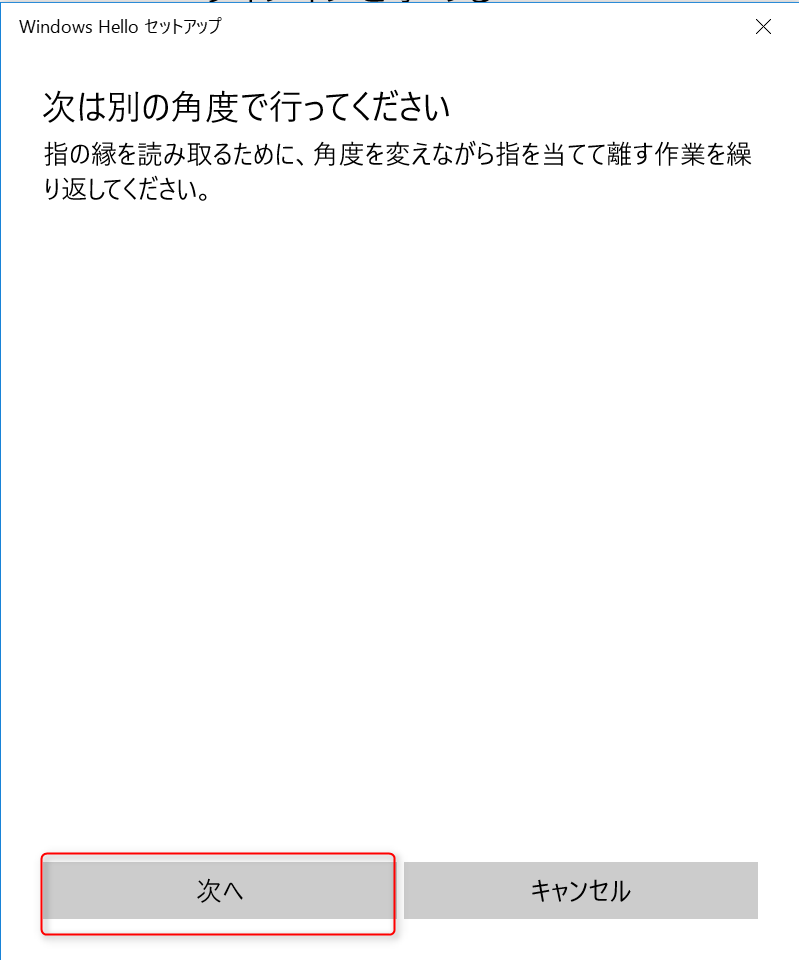 Windows Hello セットアップ
次は別の角度で行ってください
指の縁を読み取るために、角度を変えながら指を当てて離す作業を繰
り返してください。
次へ
キャンセル